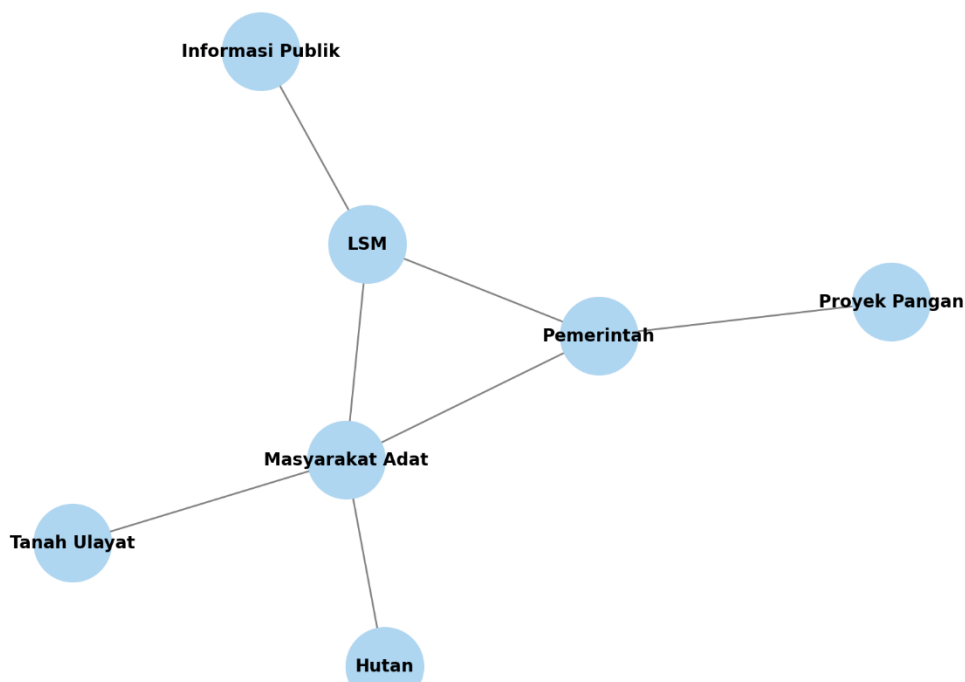 Informasi Publik
LSM
Proyek Pangan
Pemerintah
Masyarakat Adat
Tanah Ulayat
Hutan